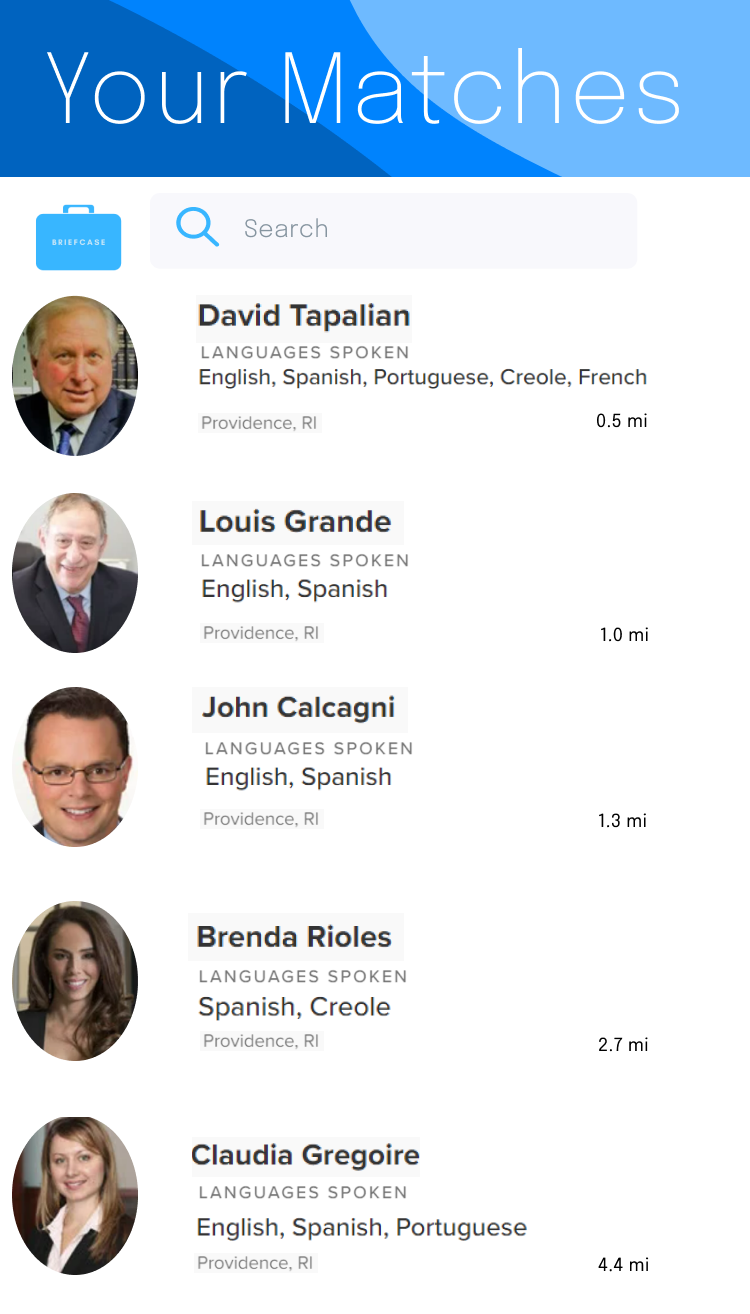 Your Matches
BRIEFCASE
Search
David Tapalian
LANGUAGES SPOKEN
English, Spanish, Portuguese, Creole, French
Providence, RI
0.5 mi
Louis Grande
LANGUAGES SPOKEN
English, Spanish
Providence, RI
1.0 mi
John Calcagni
LANGUAGES SPOKEN
English, Spanish
Providence, RI
1.3 mi
Brenda Rioles
LANGUAGES SPOKEN
Spanish, Creole
Providence, RI
2.7 mi
Claudia Gregoire
LANGUAGES SPOKEN
English, Spanish, Portuguese
Providence, RI
4.4 mi